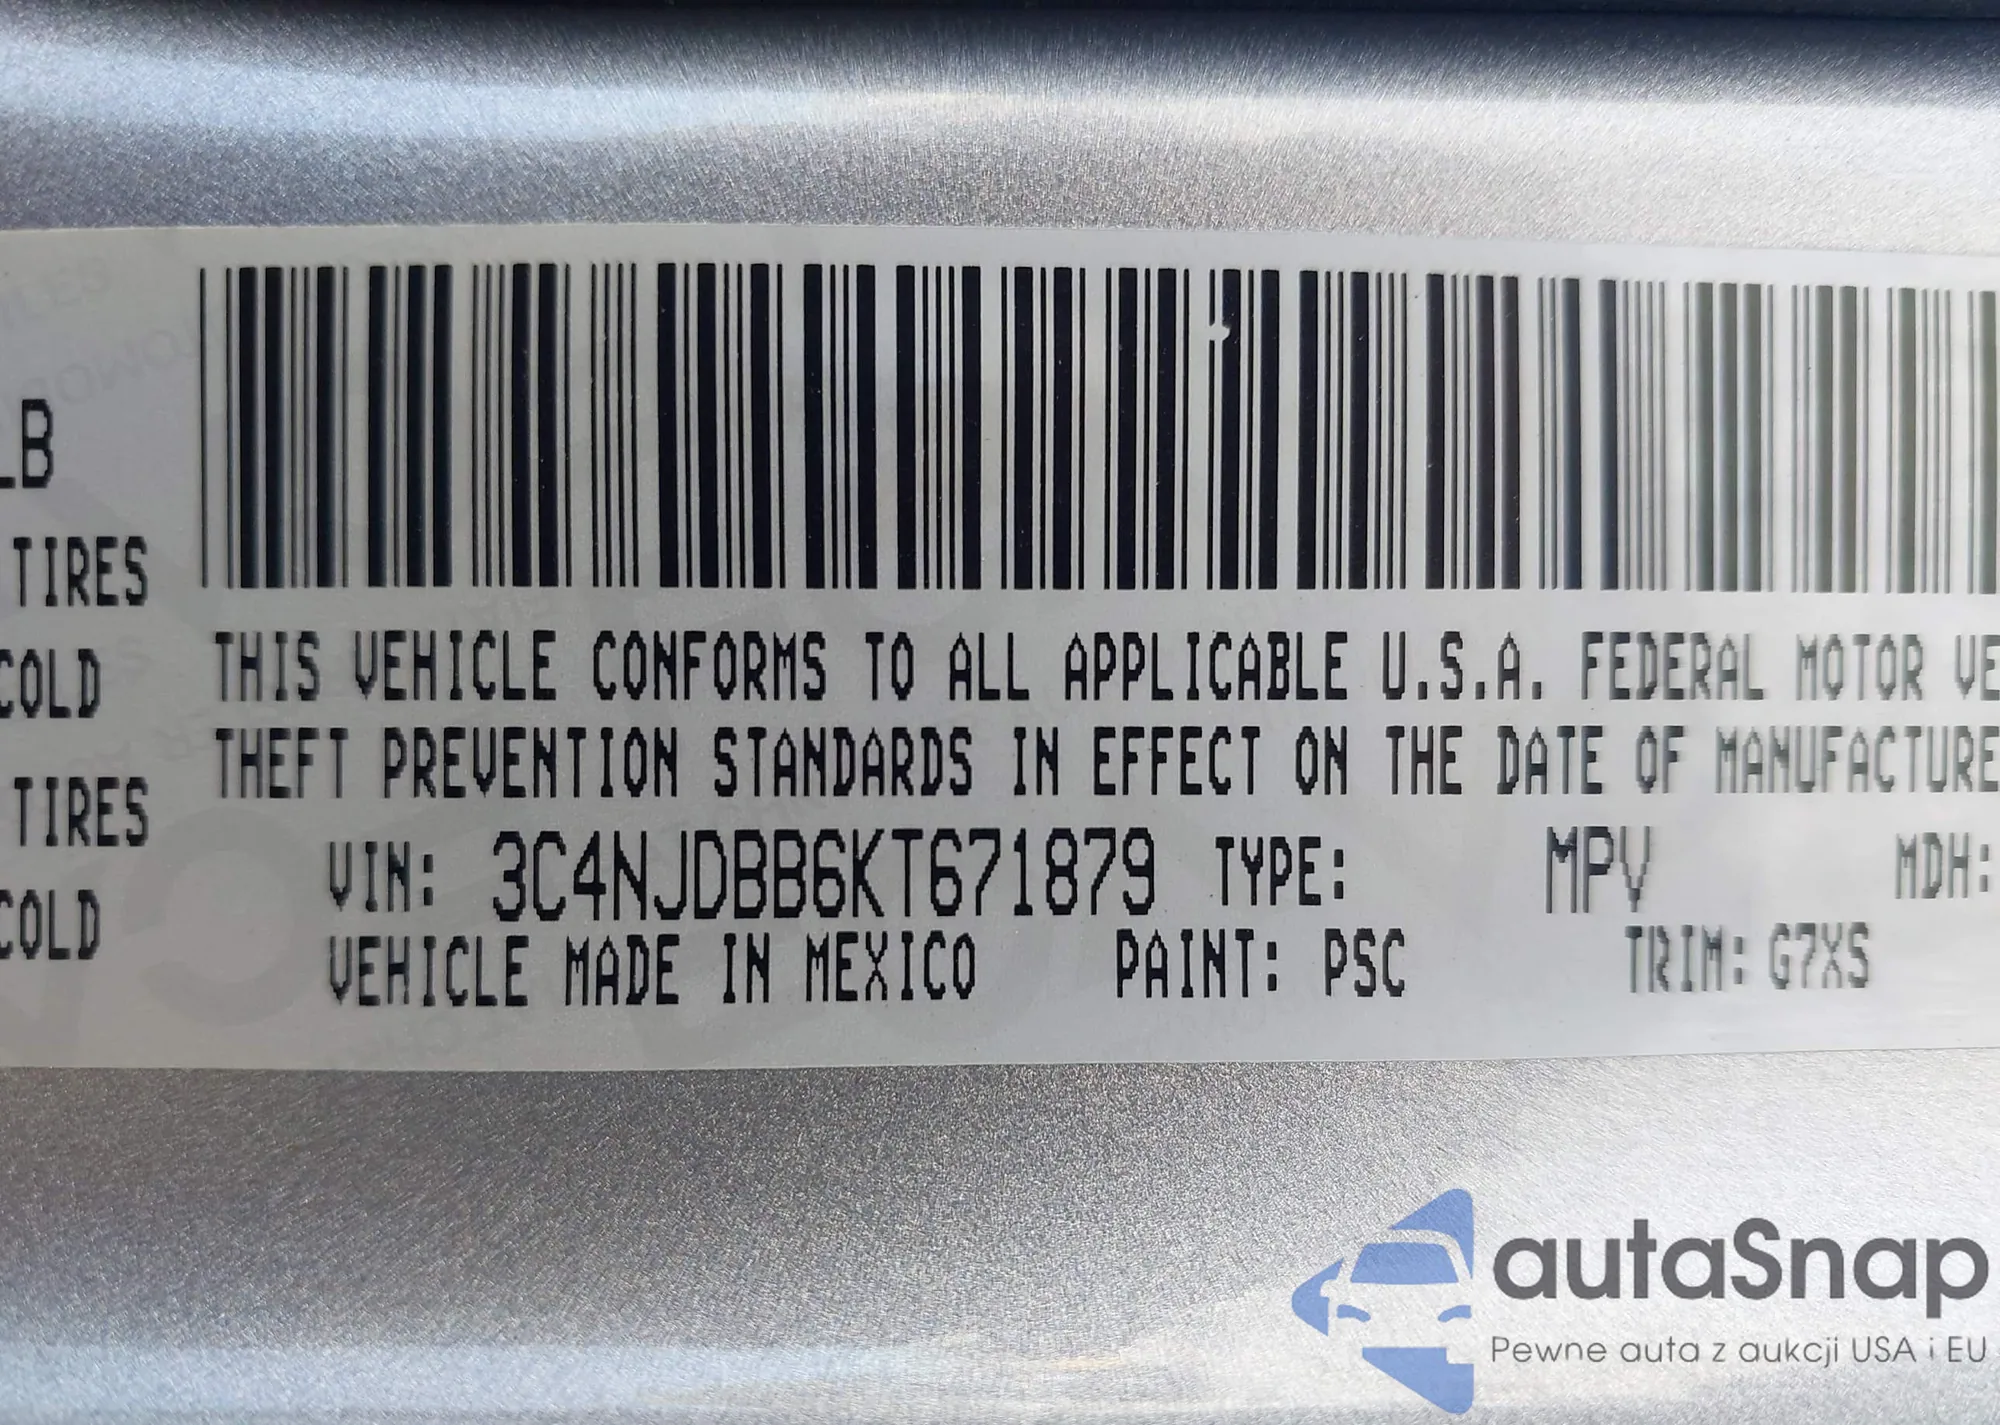 LB
TIRES
COLD
TIRES
COLD
THIS VEHICLE CONFORMS TO ALL APPLICABLE U.S.A. FEDERAL MOTOR VE
THEFT PREVENTION STANDARDS IN EFFECT ON THE DATE OF MANUFACTURE
VIN: 3C4NJDBB6KT671879 TYPE: MPV MDH:
VEHICLE MADE IN MEXICO PAINT: PSC TRIM: G7XS
autaSnap
Pewne auta z aukcji USA i EU